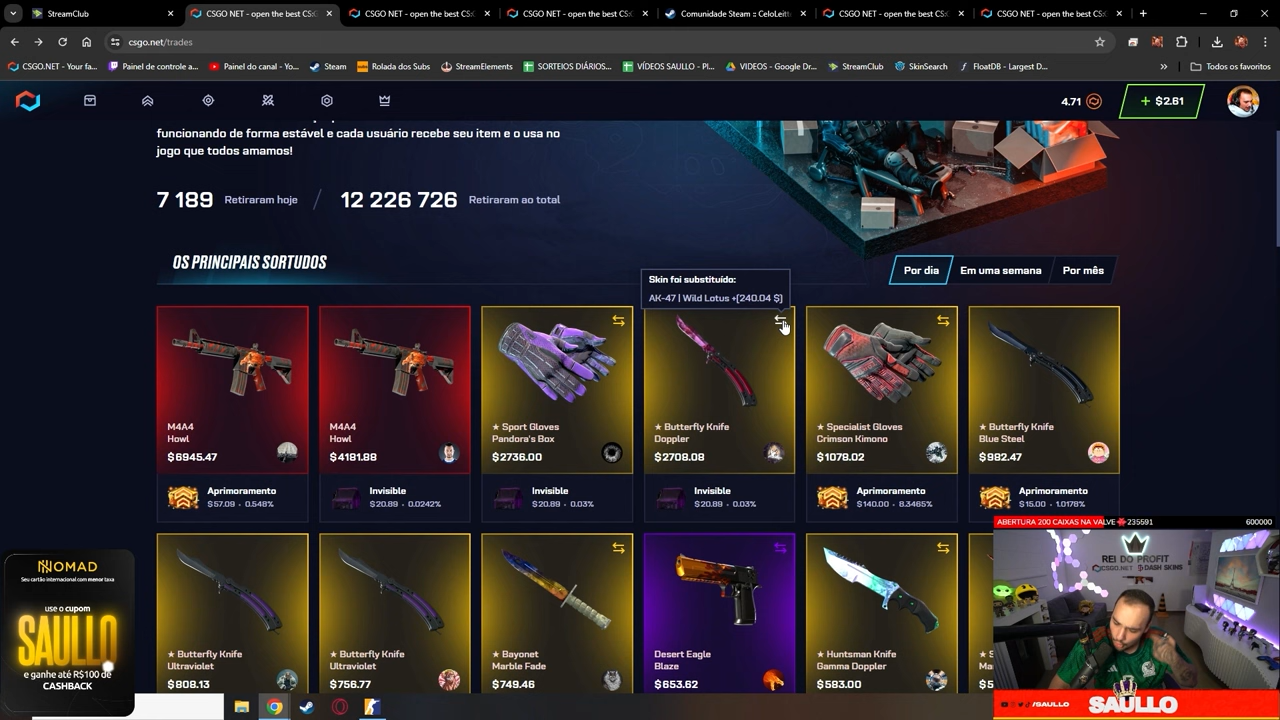 StreamClub
CSGO NET - open the best CS:G
CSGO NET - open the best CS:C
CSGO NET - open the best CS:C
Comunidade Steam :: CeloLeitt
CSGO NET - open the best CS:C
CSGO NET - open the best CS:C
csgo.net/trades
CSGO.NET - Your fa...
Painel de controle a...
Painel do canal - Yo...
Steam
Rolada dos Subs
StreamElements
SORTEIOS DIÁRIOS...
VÍDEOS SAULLO - Pl...
VIDEOS - Google Dr...
StreamClub
SkinSearch
FloatDB - Largest D...
Todos os favoritos
4.71
+ $2.61
funcionando de forma estável e cada usuário recebe seu item e o usa no
jogo que todos amamos!
7 189 Retiraram hoje / 12 226 726 Retiraram ao total
OS PRINCIPAIS SORTUDOS
Por dia
Em uma semana
Por mês
Skin foi substituído:
AK-47 | Wild Lotus +(240.04 $)
M4A4
Howl
$6945.47
Aprimoramento
$57.09 · 0.548%
M4A4
Howl
$4181.88
Invisible
$20.89 · 0.0242%
★ Sport Gloves
Pandora's Box
$2736.00
Invisible
$20.89 · 0.03%
★ Butterfly Knife
Doppler
$2708.08
Invisible
$20.89 · 0.03%
★ Specialist Gloves
Crimson Kimono
$1078.02
Aprimoramento
$140.00 · 8.3465%
★ Butterfly Knife
Blue Steel
$982.47
Aprimoramento
$15.00 · 1.0178%
★ Butterfly Knife
Ultraviolet
$808.13
★ Butterfly Knife
Ultraviolet
$756.77
★ Bayonet
Marble Fade
$749.46
Desert Eagle
Blaze
$653.62
★ Huntsman Knife
Gamma Doppler
$583.00
NOMAD
Seu cartão internacional com menor taxa
use o cupom
SAULLO
e ganhe até R$100 de
CASHBACK
ABERTURA 200 CAIXAS NA VALVE
235591
600000
REI DO PROFIT
CSGO.NET
DASH SKINS
/SAULLO
SAULLO